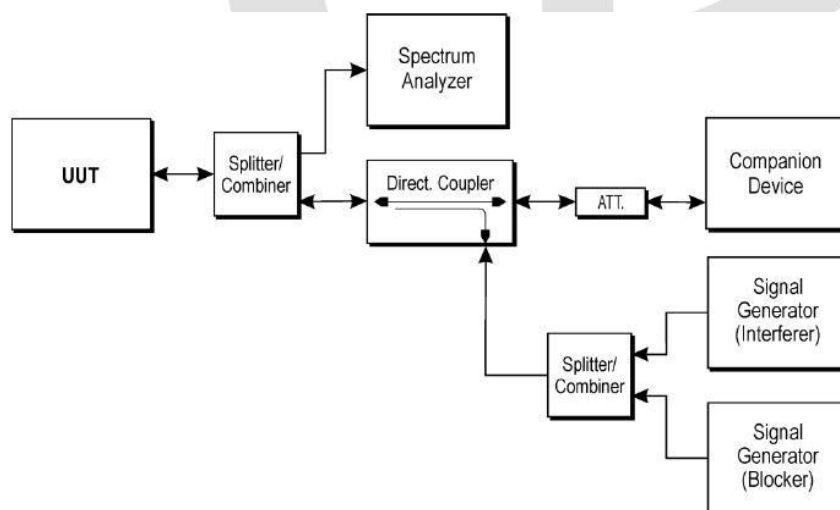 Spectrum
Analyzer
UUT
Splitter/
Combiner
Direct. Coupler
ATT.
Companion
Device
Signal
Generator
(Interferer)
Splitter/
Combiner
Signal
Generator
(Blocker)